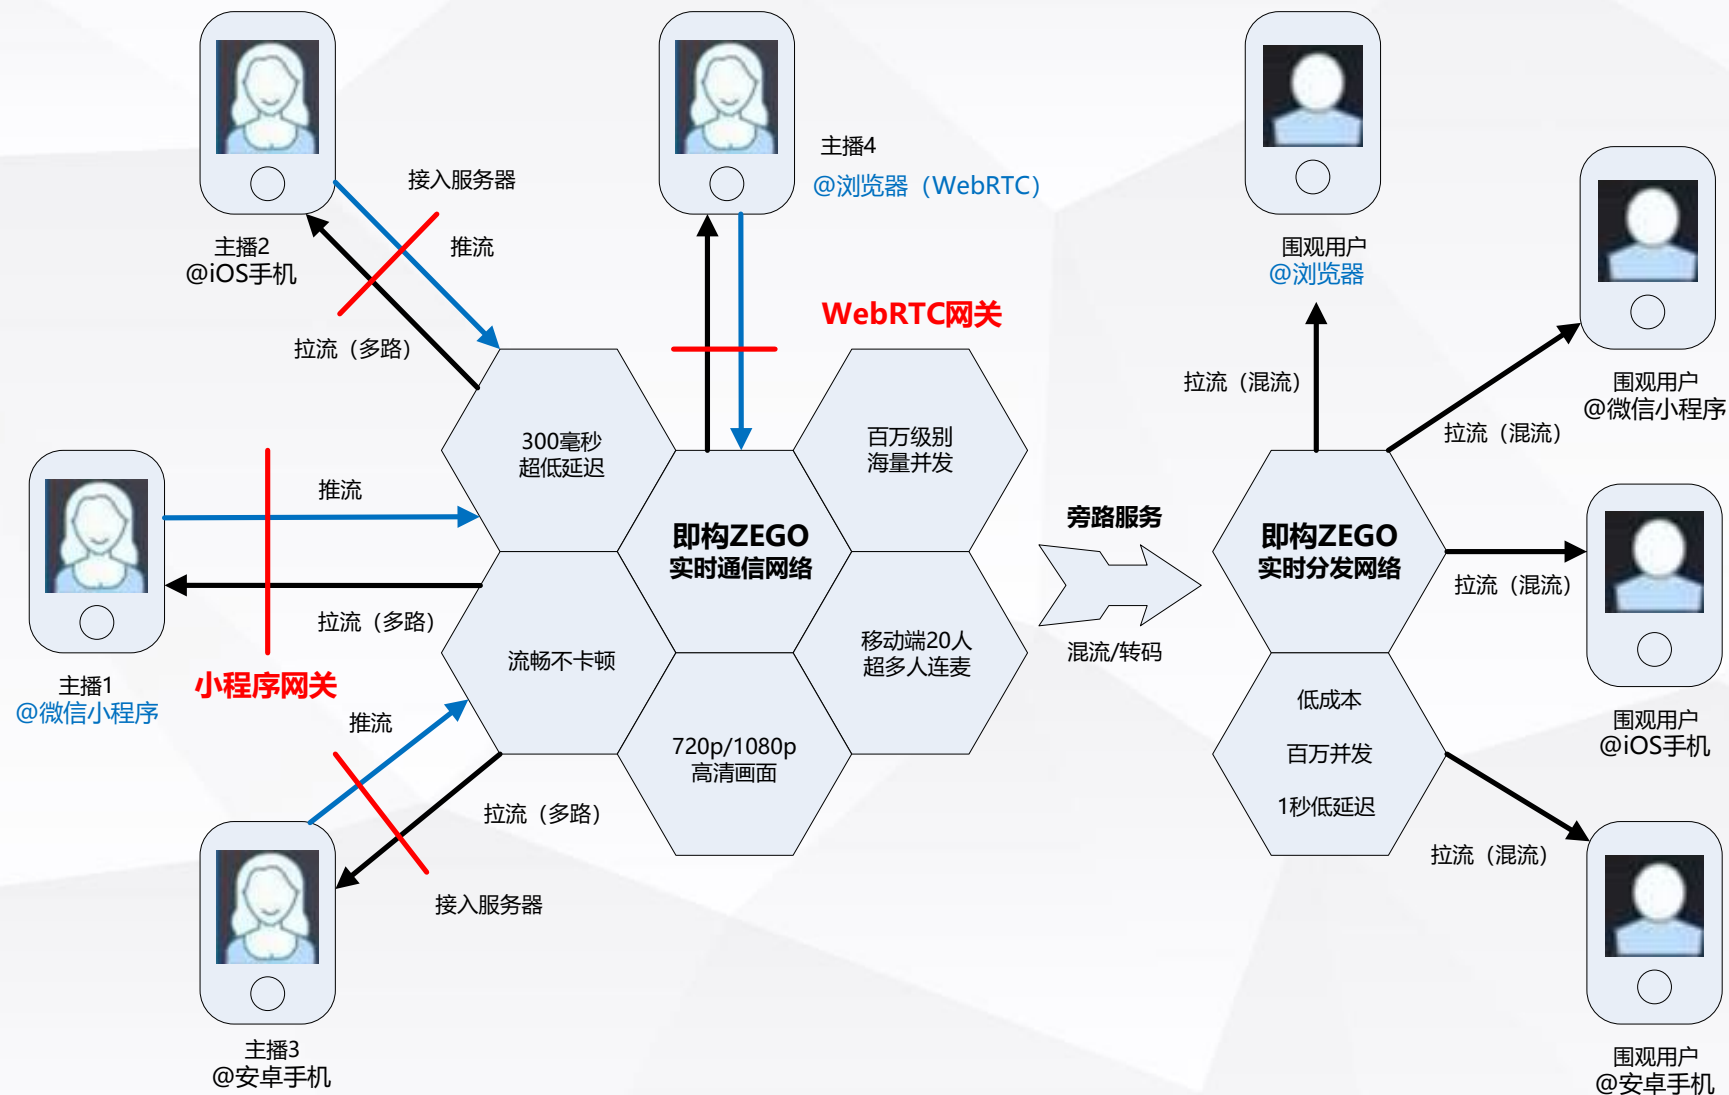 接入服务器
主播2
@iOS手机
推流
拉流（多路）
主播4
@浏览器（WebRTC）
WebRTC网关
围观用户
@浏览器
拉流（混流）
围观用户
@微信小程序
拉流（混流）
300毫秒
超低延迟
百万级别
海量并发
推流
即构ZEGO
实时通信网络
旁路服务
即构ZEGO
实时分发网络
拉流（混流）
拉流（多路）
流畅不卡顿
移动端20人
超多人连麦
混流/转码
小程序网关
主播1
@微信小程序
推流
720p/1080p
高清画面
低成本
百万并发
1秒低延迟
围观用户
@iOS手机
拉流（多路）
拉流（混流）
接入服务器
主播3
@安卓手机
围观用户
@安卓手机